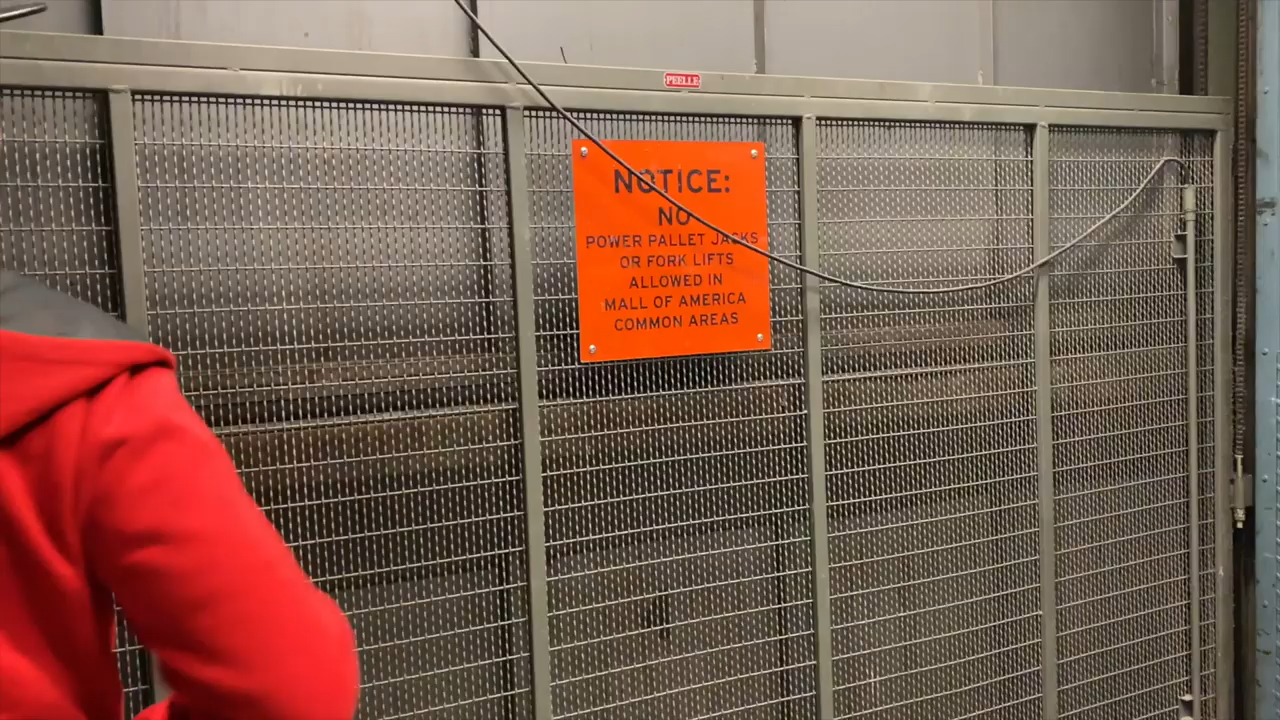 PEELLE
NOTICE:
NO
POWER PALLET JACKS
OR FORK LIFTS
ALLOWED IN
MALL OF AMERICA
COMMON AREAS